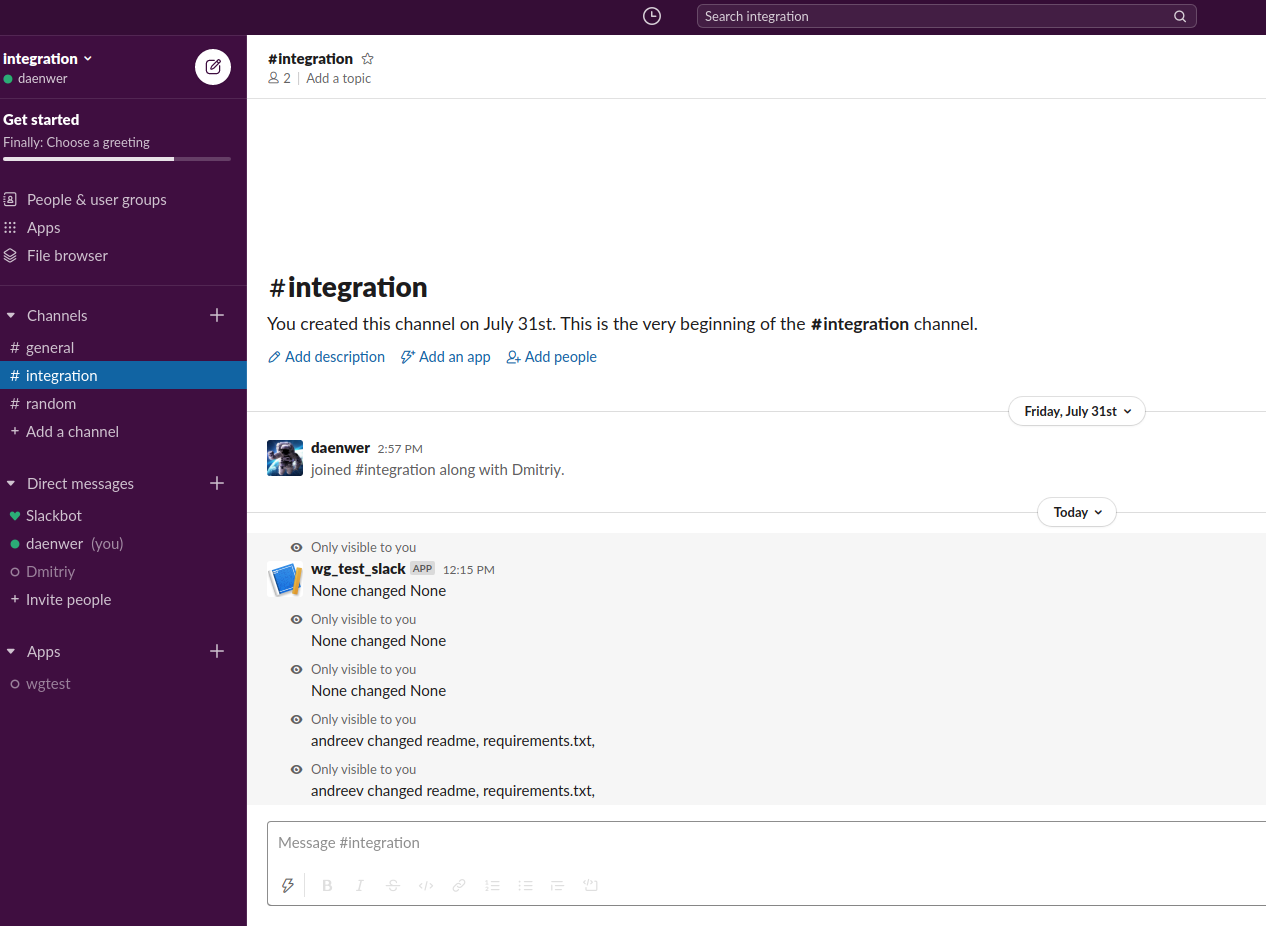 Search integration
integration
daenwer
Get started
Finally: Choose a greeting
People & user groups
Apps
File browser
Channels
# general
# integration
# random
+ Add a channel
Direct messages
Slackbot
daenwer (you)
Dmitriy
+ Invite people
Apps
wgtest
#integration
2 | Add a topic
#integration
You created this channel on July 31st. This is the very beginning of the #integration channel.
Add description Add an app Add people
Friday, July 31st
daenwer 2:57 PM
joined #integration along with Dmitriy.
Today
Only visible to you
wg_test_slack APP 12:15 PM
None changed None
Only visible to you
None changed None
Only visible to you
None changed None
Only visible to you
andreev changed readme, requirements.txt,
Only visible to you
andreev changed readme, requirements.txt,
Message #integration